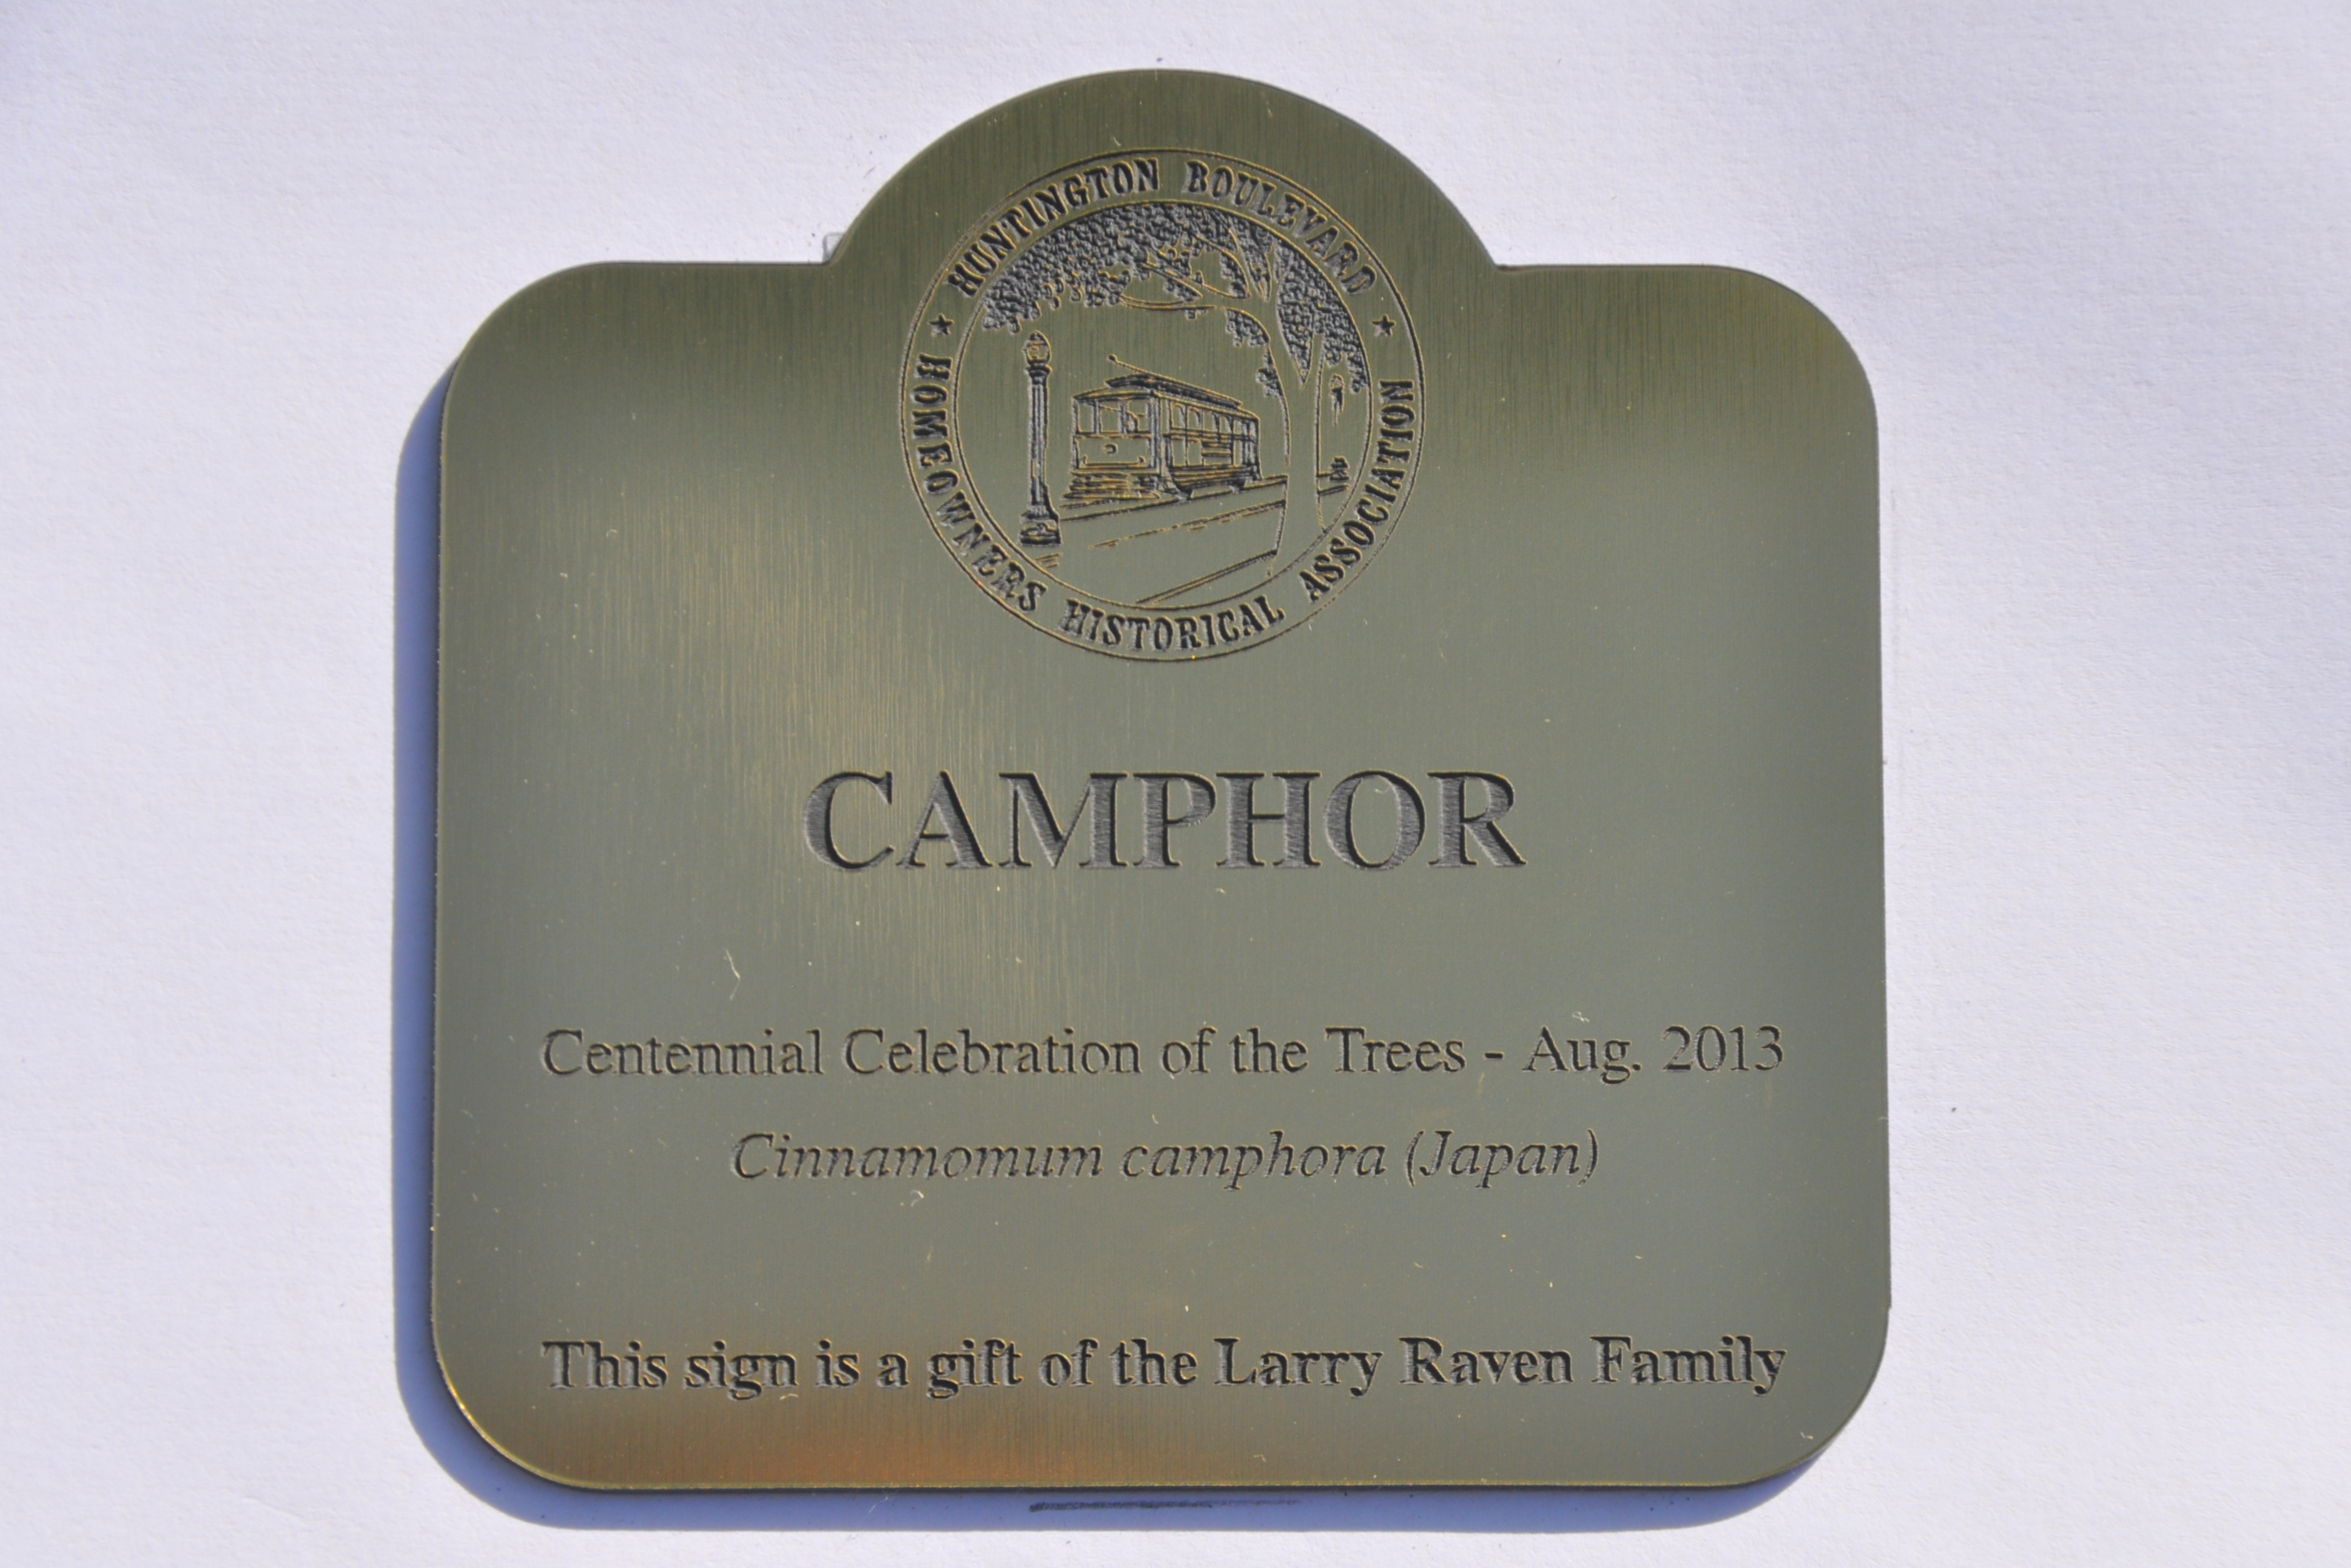 HUNTINGTON BOULEVARD
★ HOMEOWNERS HISTORICAL ASSOCIATION ★
CAMPHOR
Centennial Celebration of the Trees - Aug. 2013
Cinnamomum camphora (Japan)
This sign is a gift of the Larry Raven Family